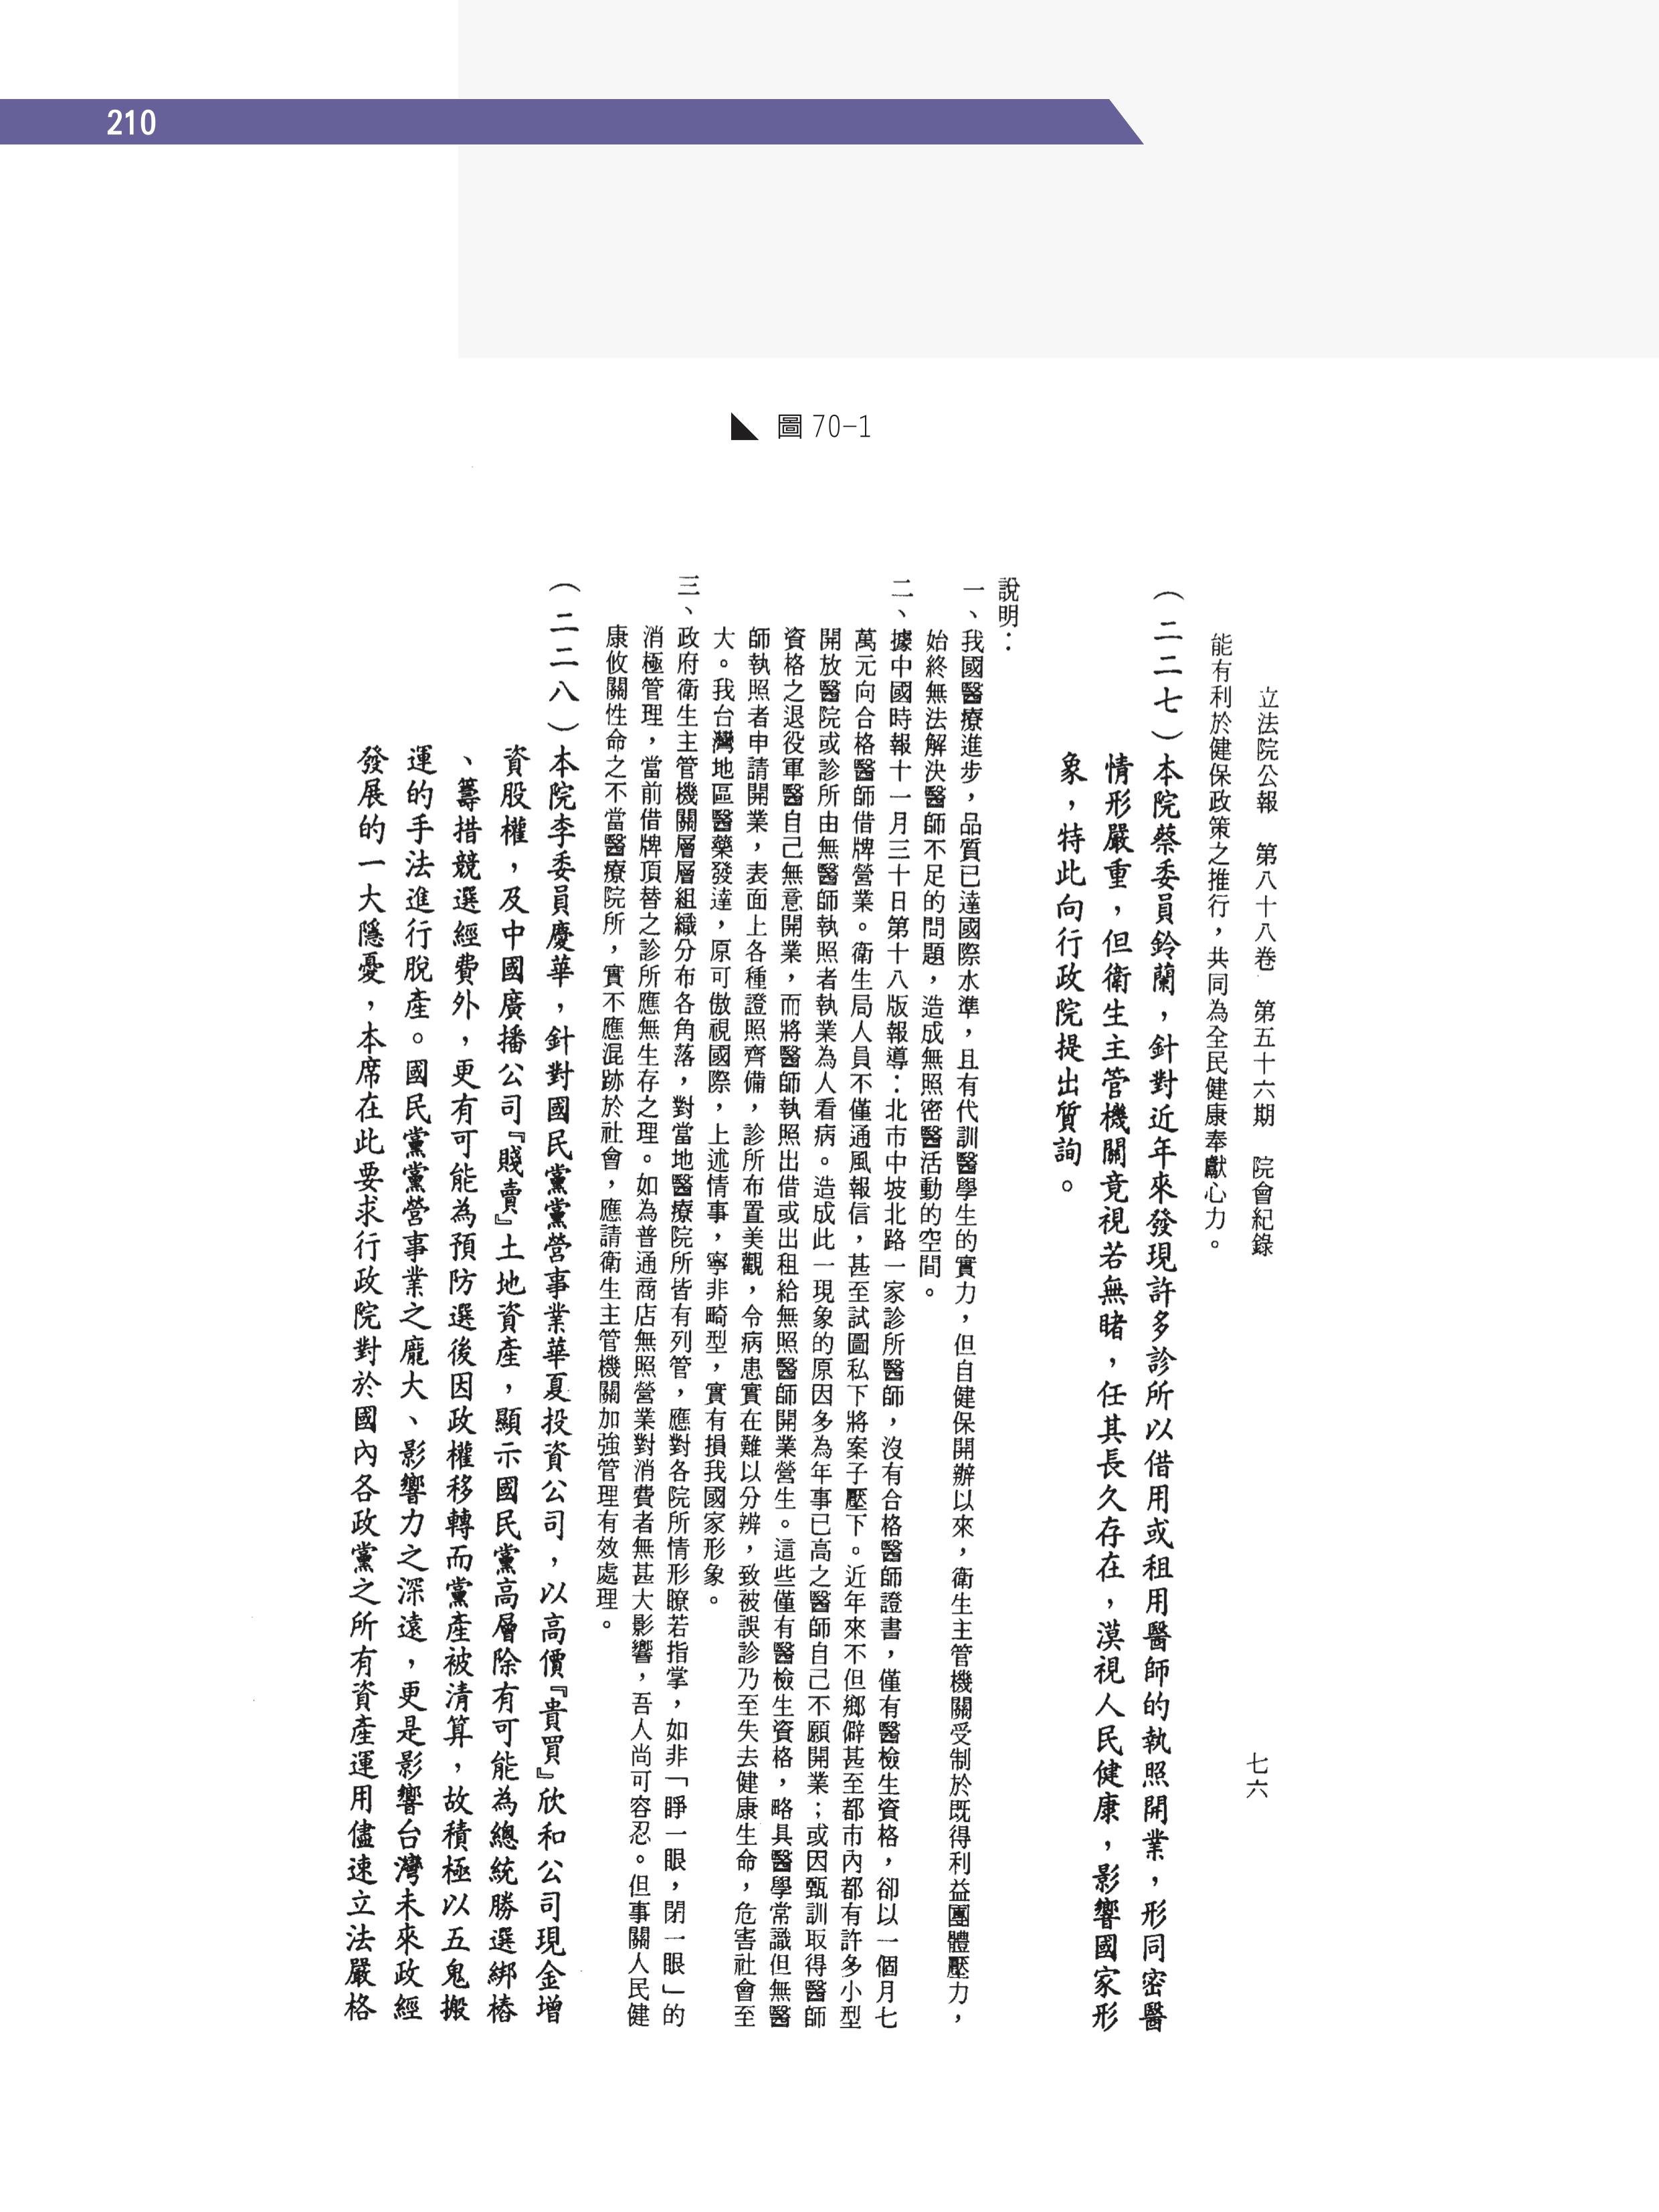 210
圖 70-1
立法院公報　第八十八卷　第五十六期　院會紀錄
七六
能有利於健保政策之推行，共同為全民健康奉獻心力。
（二二七）本院蔡委員鈴蘭，針對近年來發現許多診所以借用或租用醫師的執照開業，形同密醫
情形嚴重，但衛生主管機關竟視若無睹，任其長久存在，漠視人民健康，影響國家形
象，特此向行政院提出質詢。
說明：
一、我國醫療進步，品質已達國際水準，且有代訓醫學生的實力，但自健保開辦以來，衛生主管機關受制於既得利益團體壓力，
始終無法解決醫師不足的問題，造成無照密醫活動的空間。
二、據中國時報十一月三十日第十八版報導：北市中坡北路一家診所醫師，沒有合格醫師證書，僅有醫檢生資格，卻以一個月七
萬元向合格醫師借牌營業。衛生局人員不僅通風報信，甚至試圖私下將案子壓下。近年來不但鄉僻甚至都市內都有許多小型
開放醫院或診所由無醫師執照者執業為人看病。造成此一現象的原因多為年事已高之醫師自己不願開業；或因甄訓取得醫師
資格之退役軍醫自己無意開業，而將醫師執照出借或出租給無照醫師開業營生。這些僅有醫檢生資格，略具醫學常識但無醫
師執照者申請開業，表面上各種證照齊備，診所布置美觀，令病患實在難以分辨，致被誤診乃至失去健康生命，危害社會至
大。我台灣地區醫藥發達，原可傲視國際，上述情事，寧非畸型，實有損我國家形象。
三、政府衛生主管機關層層組織分布各角落，對當地醫療院所皆有列管，應對各院所情形瞭若指掌，如非「睜一眼，閉一眼」的
消極管理，當前借牌頂替之診所應無生存之理。如為普通商店無照營業對消費者無甚大影響，吾人尚可容忍。但事關人民健
康攸關性命之不當醫療院所，實不應混跡於社會，應請衛生主管機關加強管理有效處理。
（二二八）本院李委員慶華，針對國民黨黨營事業華夏投資公司，以高價『貴買』欣和公司現金增
資股權，及中國廣播公司『賤賣』土地資產，顯示國民黨高層除有可能為總統勝選綁樁
、籌措競選經費外，更有可能為預防選後因政權移轉而黨產被清算，故積極以五鬼搬
運的手法進行脫產。國民黨黨營事業之龐大、影響力之深遠，更是影響台灣未來政經
發展的一大隱憂，本席在此要求行政院對於國內各政黨之所有資產運用儘速立法嚴格